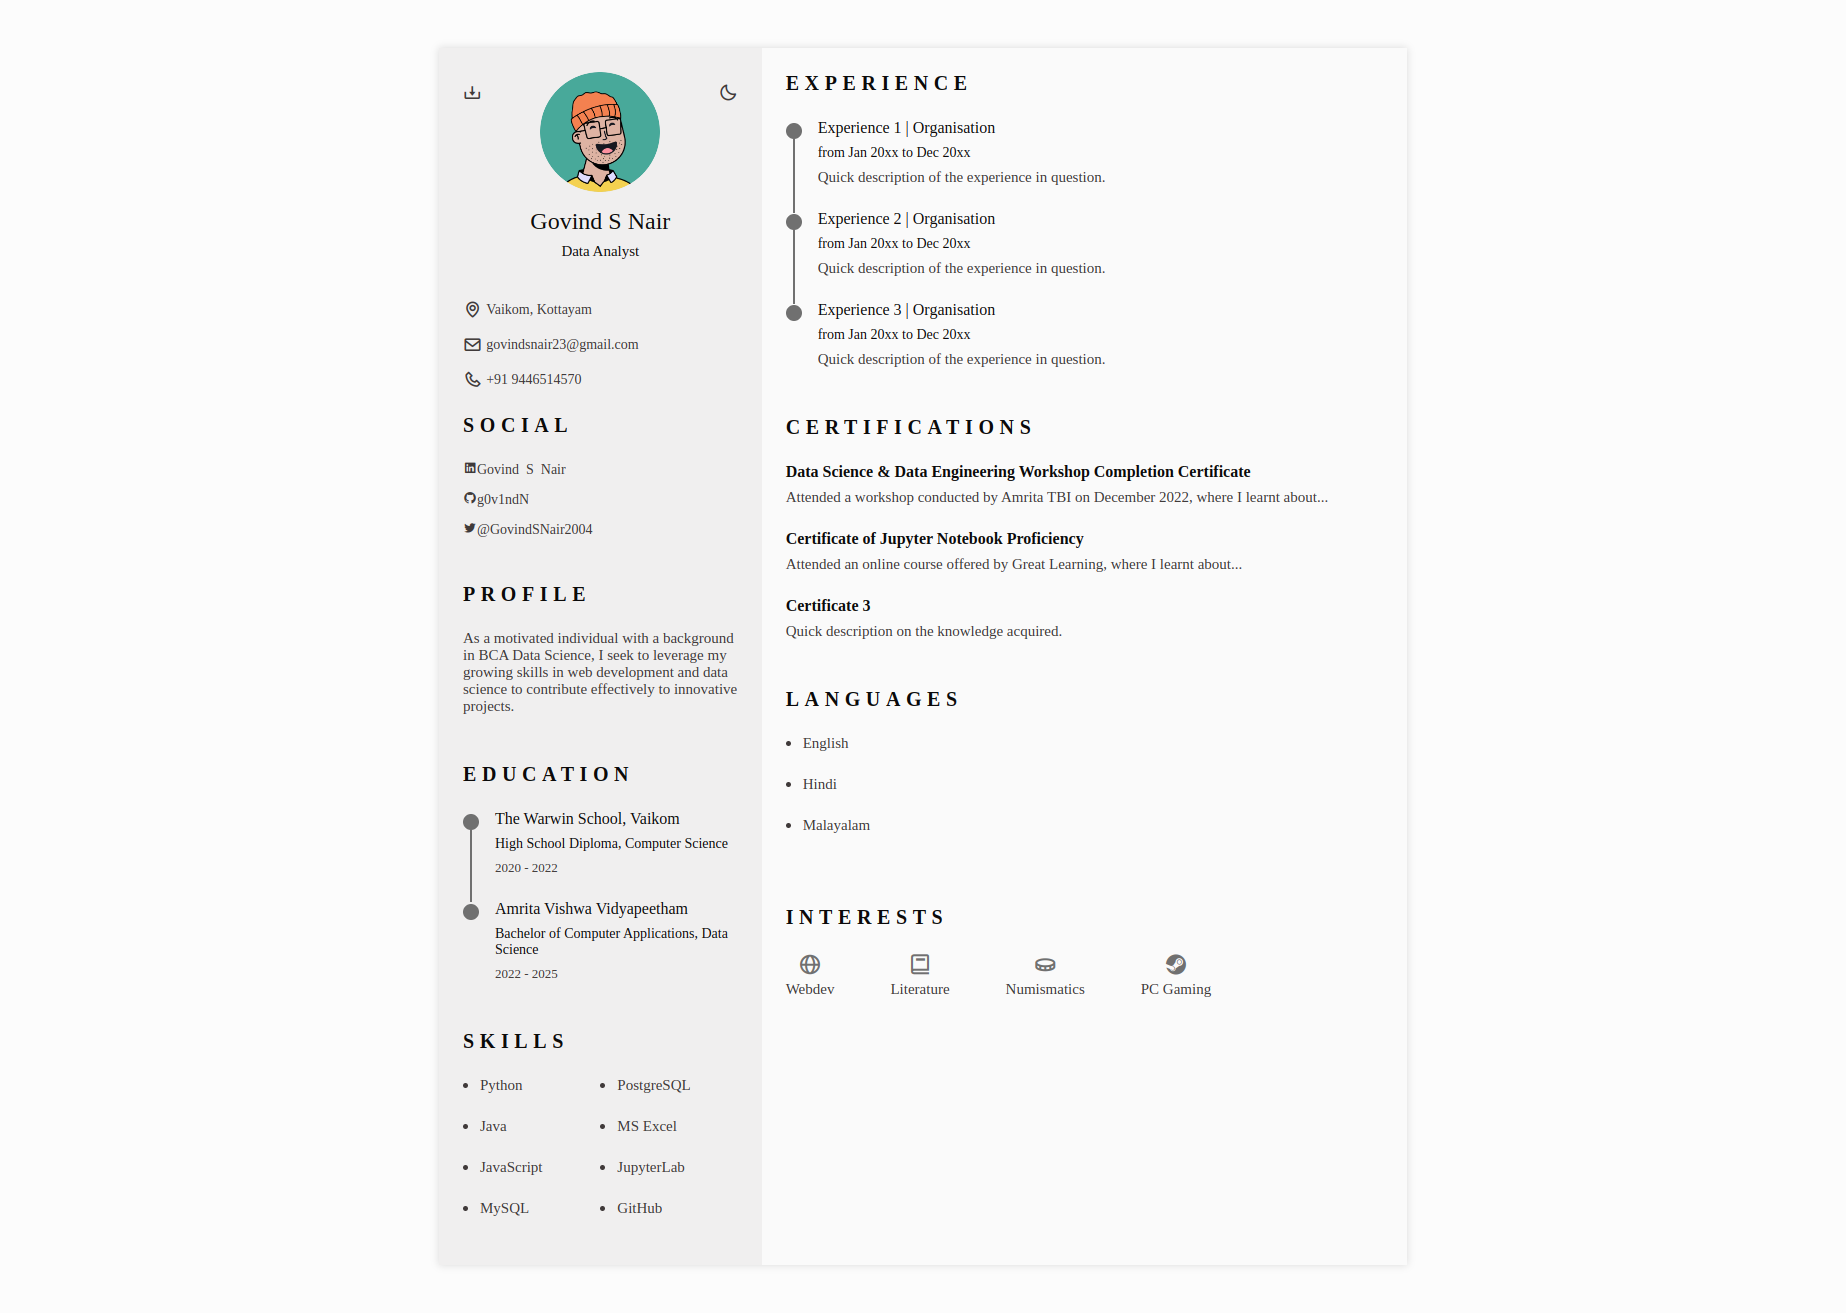 Govind S Nair
Data Analyst
Vaikom, Kottayam
govindsnair23@gmail.com
+91 9446514570
SOCIAL
Govind S Nair
g0v1ndN
@GovindSNair2004
PROFILE
As a motivated individual with a background
in BCA Data Science, I seek to leverage my
growing skills in web development and data
science to contribute effectively to innovative
projects.
EDUCATION
The Warwin School, Vaikom
High School Diploma, Computer Science
2020 - 2022
Amrita Vishwa Vidyapeetham
Bachelor of Computer Applications, Data
Science
2022 - 2025
SKILLS
Python
Java
JavaScript
MySQL
PostgreSQL
MS Excel
JupyterLab
GitHub
EXPERIENCE
Experience 1 | Organisation
from Jan 20xx to Dec 20xx
Quick description of the experience in question.
Experience 2 | Organisation
from Jan 20xx to Dec 20xx
Quick description of the experience in question.
Experience 3 | Organisation
from Jan 20xx to Dec 20xx
Quick description of the experience in question.
CERTIFICATIONS
Data Science & Data Engineering Workshop Completion Certificate
Attended a workshop conducted by Amrita TBI on December 2022, where I learnt about...
Certificate of Jupyter Notebook Proficiency
Attended an online course offered by Great Learning, where I learnt about...
Certificate 3
Quick description on the knowledge acquired.
LANGUAGES
English
Hindi
Malayalam
INTERESTS
Webdev
Literature
Numismatics
PC Gaming